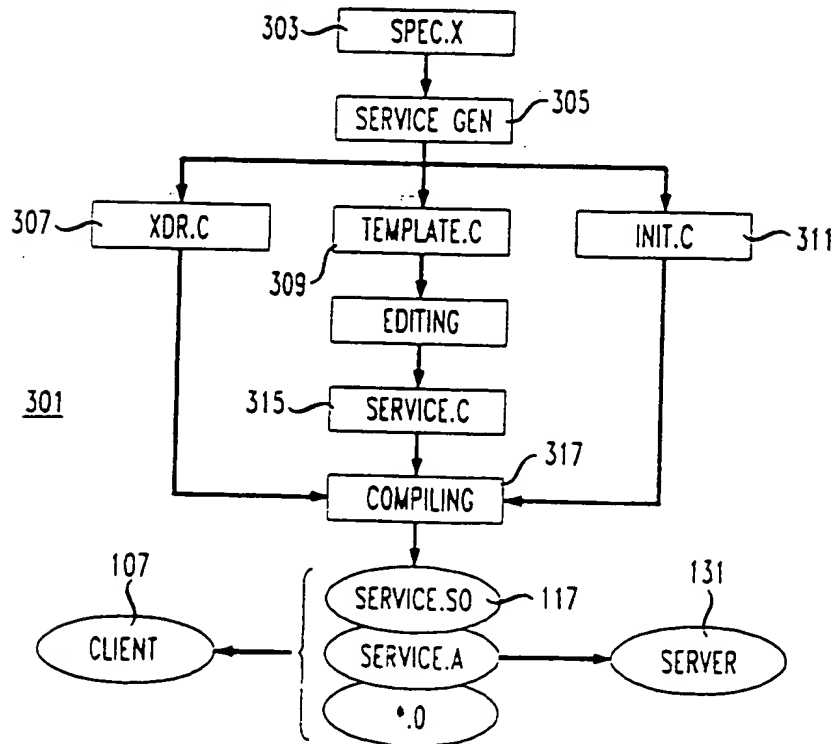 303
SPEC.X
SERVICE GEN
305
307
XDR.C
TEMPLATE.C
309
INIT.C
311
EDITING
301
315
SERVICE.C
317
COMPILING
107
CLIENT
SERVICE.SO
117
SERVICE.A
*.O
131
SERVER